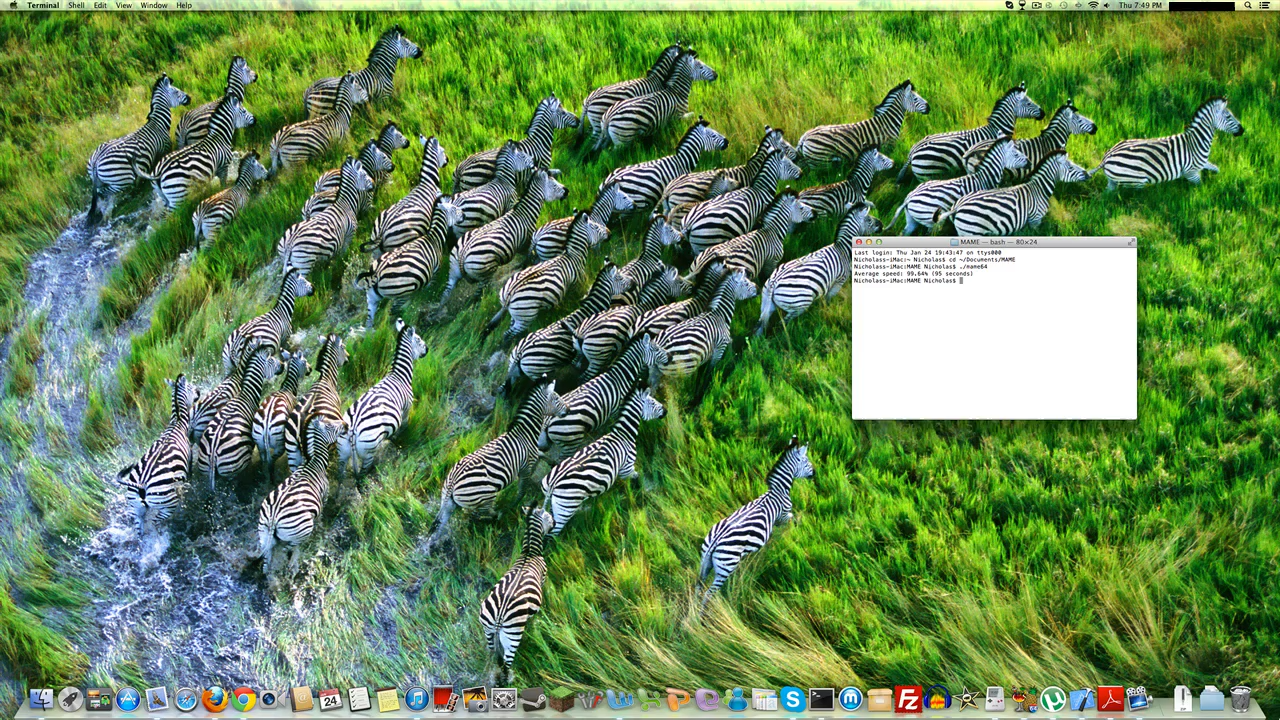 Terminal Shell Edit View Window Help Thu 7:49 PM
MAME — bash — 80×24
Last login: Thu Jan 24 19:43:47 on ttys000
Nicholass-iMac:~ Nicholas$ cd ~/Documents/MAME
Nicholass-iMac:MAME Nicholas$ ./mame64
Average speed: 99.64% (95 seconds)
Nicholass-iMac:MAME Nicholas$
24